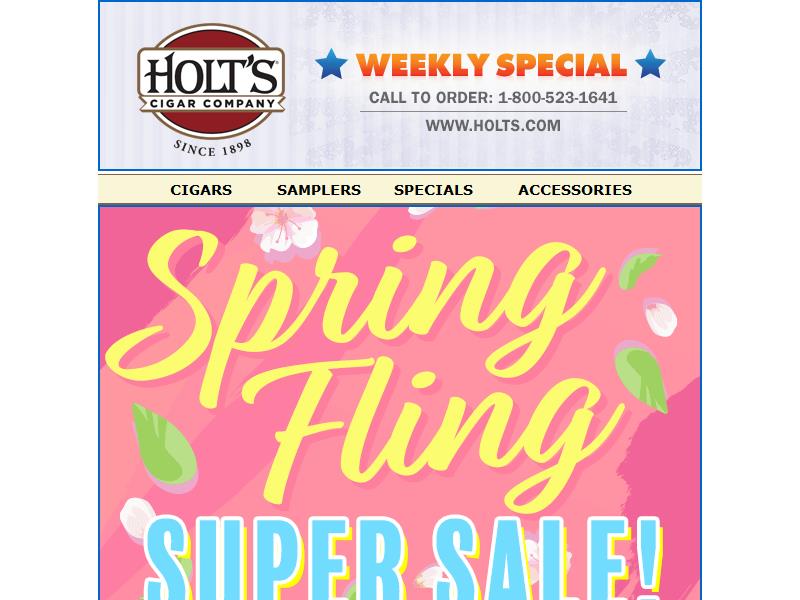 HOLT'S
CIGAR COMPANY
SINCE 1898
WEEKLY SPECIAL
CALL TO ORDER: 1-800-523-1641
WWW.HOLTS.COM
CIGARS SAMPLERS SPECIALS ACCESSORIES
Spring
Fling
SUPER SALE!